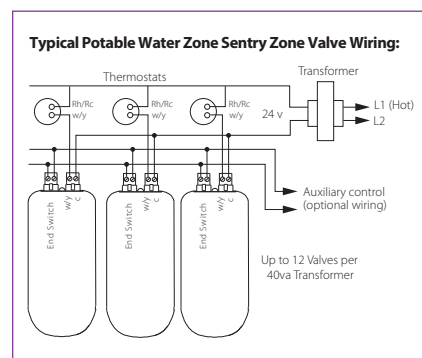 Typical Potable Water Zone Sentry Zone Valve Wiring:
Thermostats
Transformer
Rh/Rc
w/y
Rh/Rc
w/y
Rh/Rc
w/y
24 v
L1 (Hot)
L2
Auxiliary control
(optional wiring)
End Switch
w/y
c
End Switch
w/y
c
End Switch
w/y
c
Up to 12 Valves per
40va Transformer